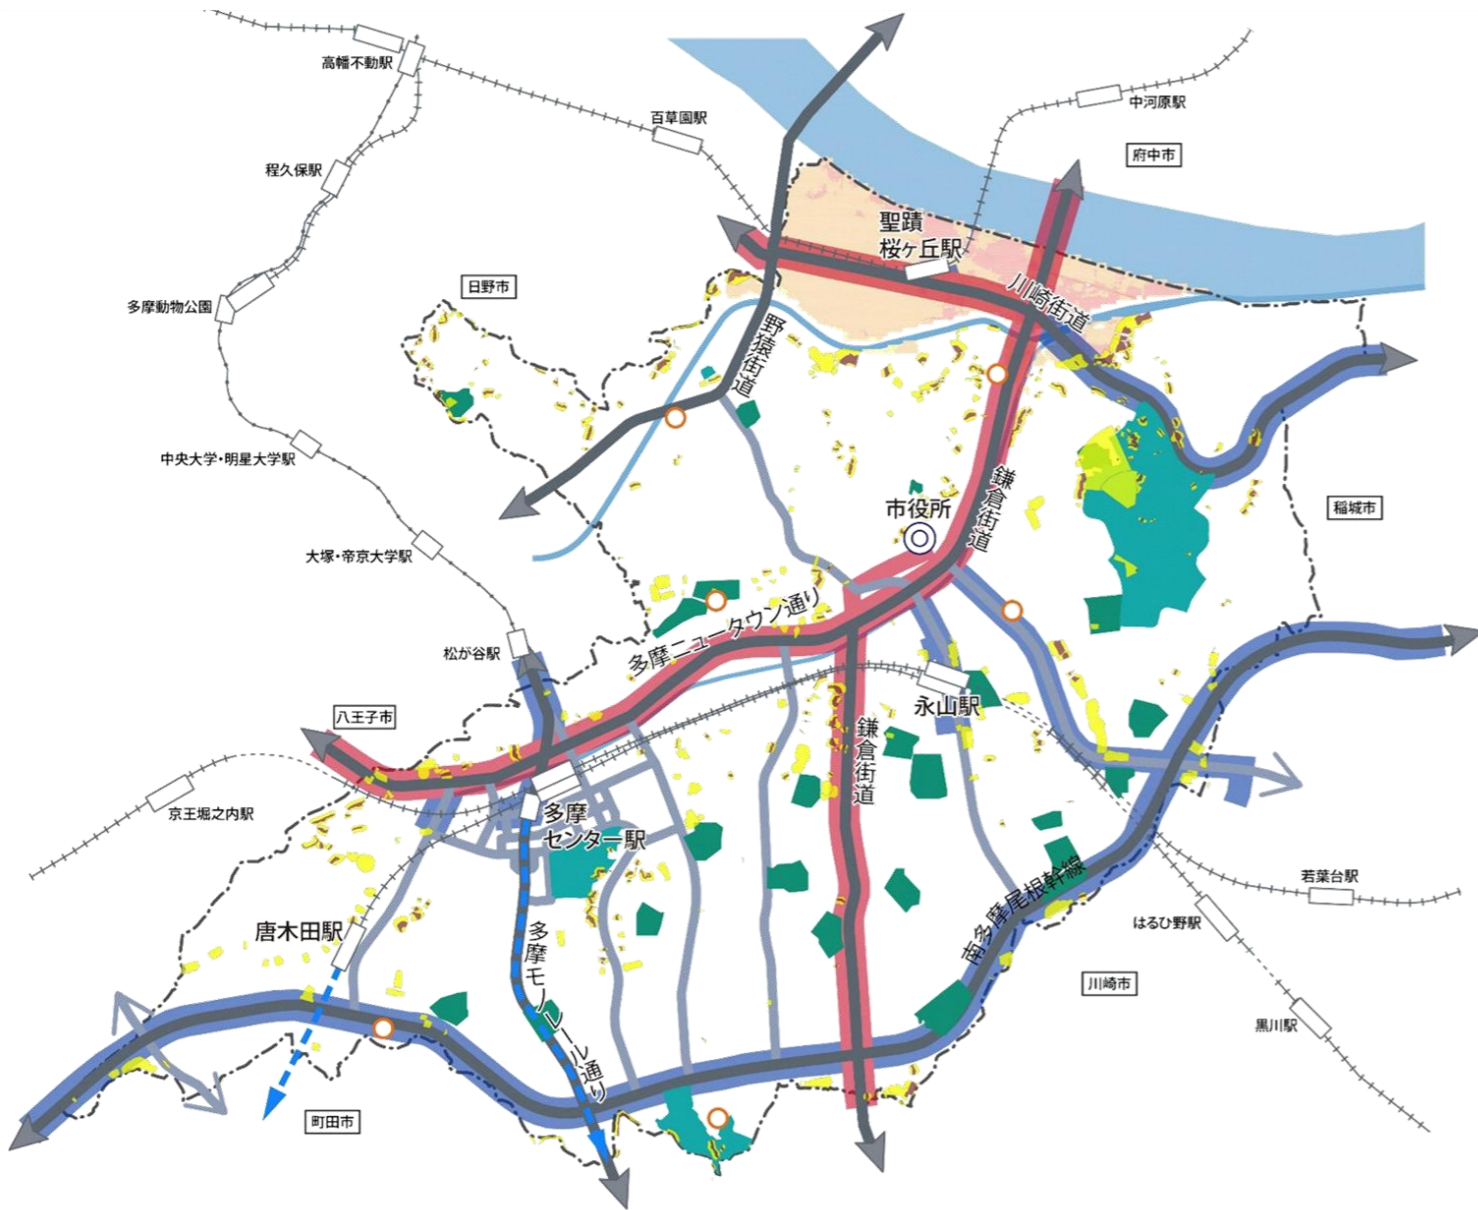 高幡不動駅
百草園駅
中河原駅
府中市
程久保駅
聖蹟
桜ヶ丘駅
日野市
川崎街道
多摩動物公園
野猿街道
中央大学・明星大学駅
鎌倉街道
市役所
稲城市
大塚・帝京大学駅
多摩ニュータウン通り
松が谷駅
永山駅
八王子市
鎌倉街道
京王堀之内駅
多摩
センター駅
若葉台駅
南多摩尾根幹線
はるひ野駅
唐木田駅
多摩モノレール通り
川崎市
黒川駅
町田市